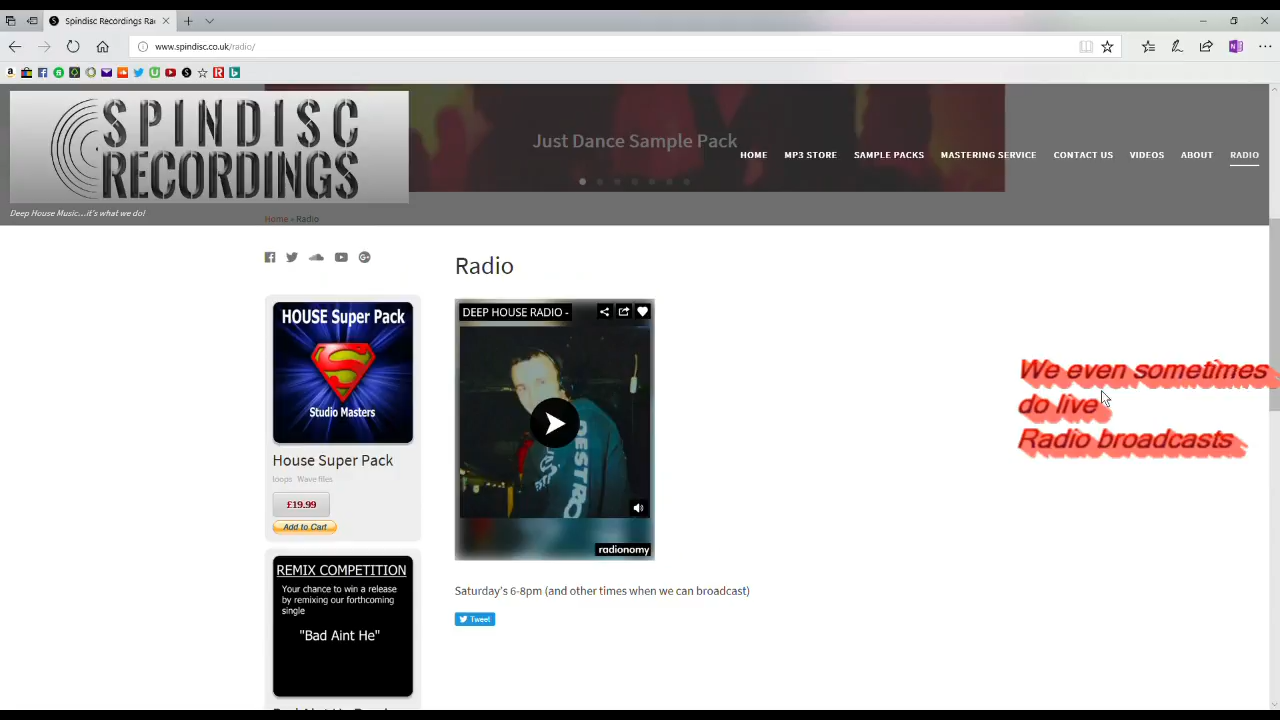 Spindisc Recordings Ra
www.spindisc.co.uk/radio/
SPINDISC
RECORDINGS
Deep House Music...it's what we do!
Just Dance Sample Pack
HOME
MP3 STORE
SAMPLE PACKS
MASTERING SERVICE
CONTACT US
VIDEOS
ABOUT
RADIO
Home » Radio
Radio
HOUSE Super Pack
Studio Masters
House Super Pack
loops Wave files
£19.99
Add to Cart
REMIX COMPETITION
Your chance to win a release
by remixing our forthcoming
single
"Bad Aint He"
DEEP HOUSE RADIO -
DESTRO
radionomy
Saturday's 6-8pm (and other times when we can broadcast)
Tweet
We even sometimes
do live
Radio broadcasts